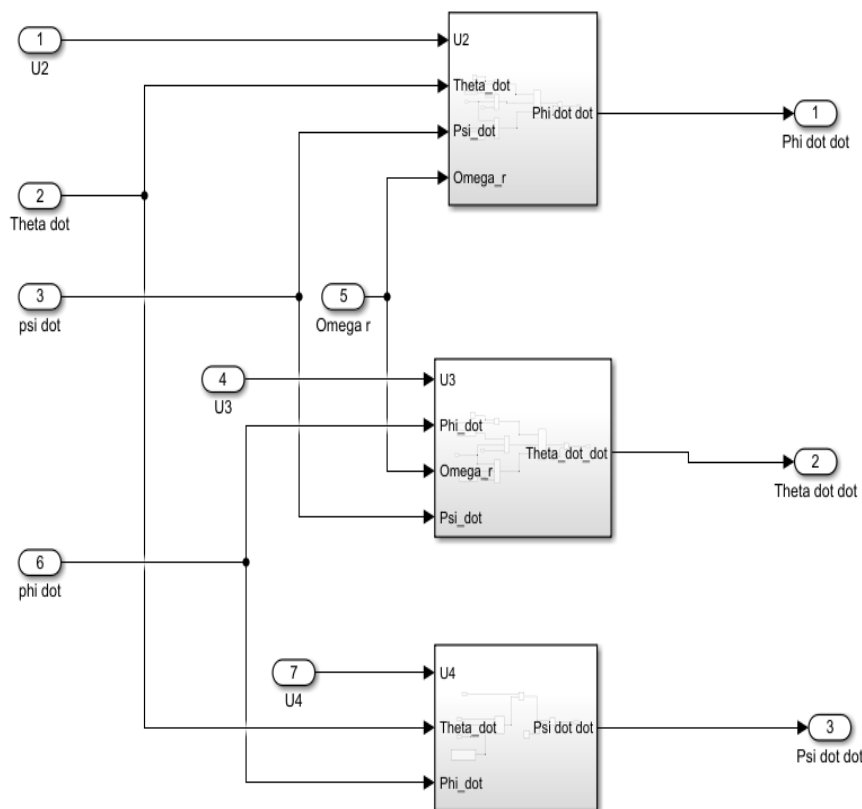 1
U2
U2
Theta_dot
Psi_dot
Omega_r
Phi dot dot
1
Phi dot dot
2
Theta dot
3
psi dot
5
Omega r
4
U3
U3
Phi_dot
Omega_r
Psi_dot
Theta_dot_dot
2
Theta dot dot
6
phi dot
7
U4
U4
Theta_dot
Phi_dot
Psi dot dot
3
Psi dot dot